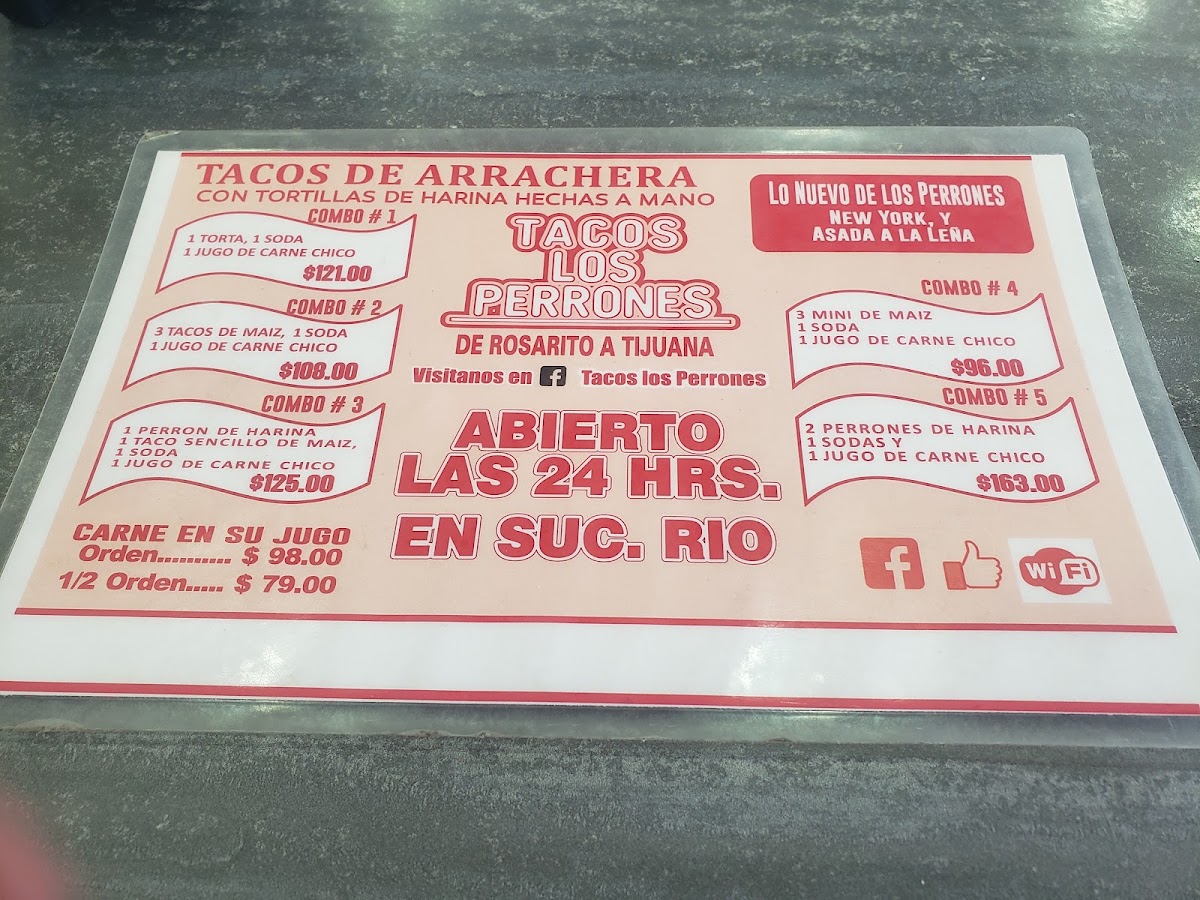 TACOS DE ARRACHERA
CON TORTILLAS DE HARINA HECHAS A MANO
COMBO # 1
1 TORTA, 1 SODA
1 JUGO DE CARNE CHICO
$121.00
COMBO # 2
3 TACOS DE MAIZ, 1 SODA
1 JUGO DE CARNE CHICO
$108.00
COMBO # 3
1 PERRON DE HARINA
1 TACO SENCILLO DE MAIZ,
1 SODA
1 JUGO DE CARNE CHICO
$125.00
CARNE EN SU JUGO
Orden........... $ 98.00
1/2 Orden..... $ 79.00
TACOS
LOS
PERRONES
DE ROSARITO A TIJUANA
Visitanos en f Tacos los Perrones
ABIERTO
LAS 24 HRS.
EN SUC. RIO
LO NUEVO DE LOS PERRONES
NEW YORK, Y
ASADA A LA LEÑA
COMBO # 4
3 MINI DE MAIZ
1 SODA
1 JUGO DE CARNE CHICO
$96.00
COMBO # 5
2 PERRONES DE HARINA
1 SODAS Y
1 JUGO DE CARNE CHICO
$163.00
f
Wi Fi